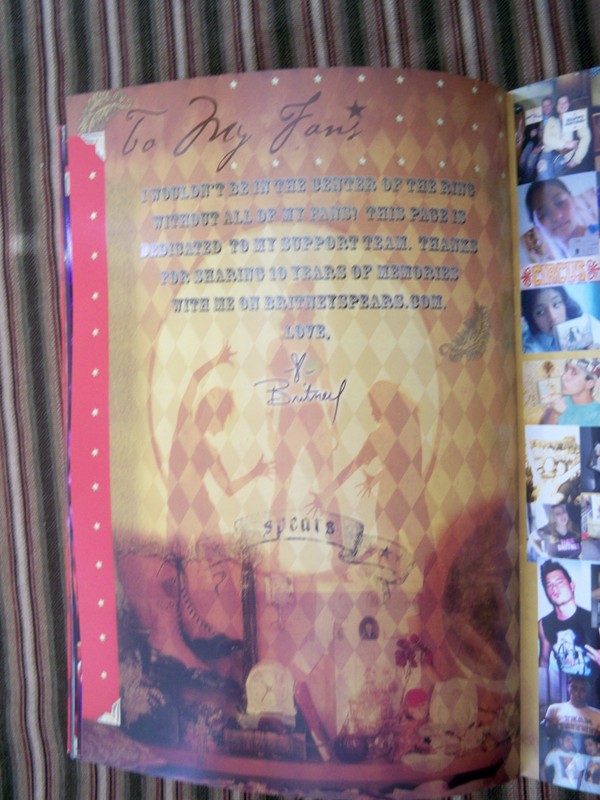 To My Fans
I WOULDN'T BE IN THE CENTER OF THE RING
WITHOUT ALL OF MY FANS! THIS PAGE IS
DEDICATED TO MY SUPPORT TEAM. THANKS
FOR SHARING 10 YEARS OF MEMORIES
WITH ME ON BRITNEYSPEARS.COM.
LOVE,
Britney
spears
CIRCUS